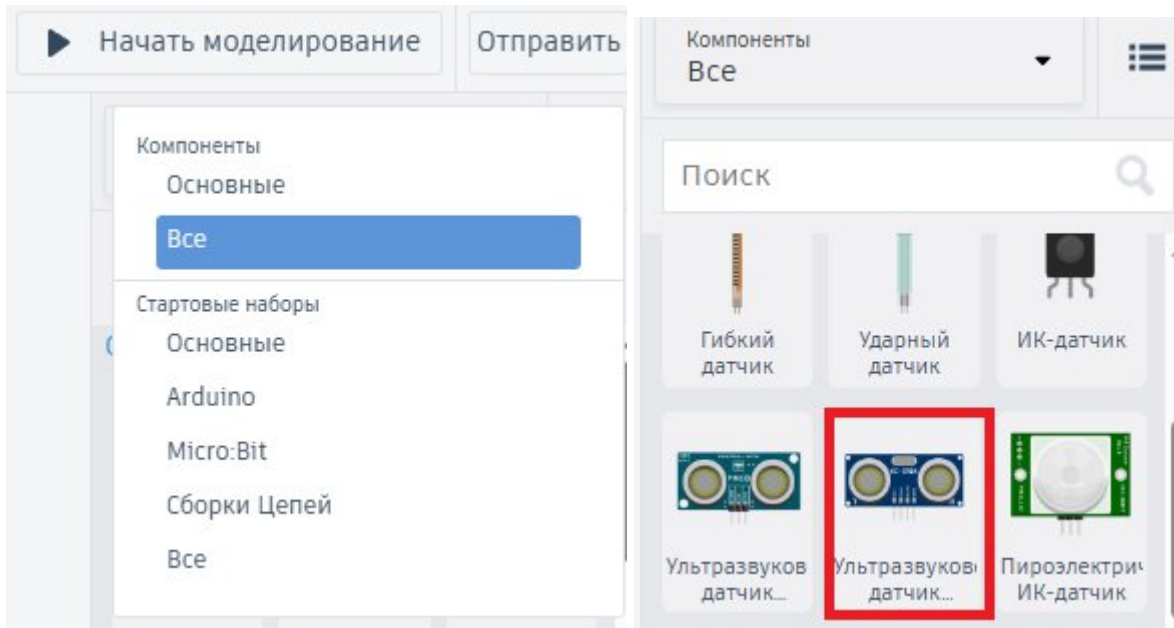 Начать моделирование
Отправить
Компоненты
Основные
Все
Стартовые наборы
Основные
Arduino
Micro:Bit
Сборки Цепей
Все
Компоненты
Все
Поиск
Гибкий
датчик
Ударный
датчик
ИК-датчик
Ультразвуков
датчик...
Ультразвуков
датчик...
Пироэлектрич
ИК-датчик